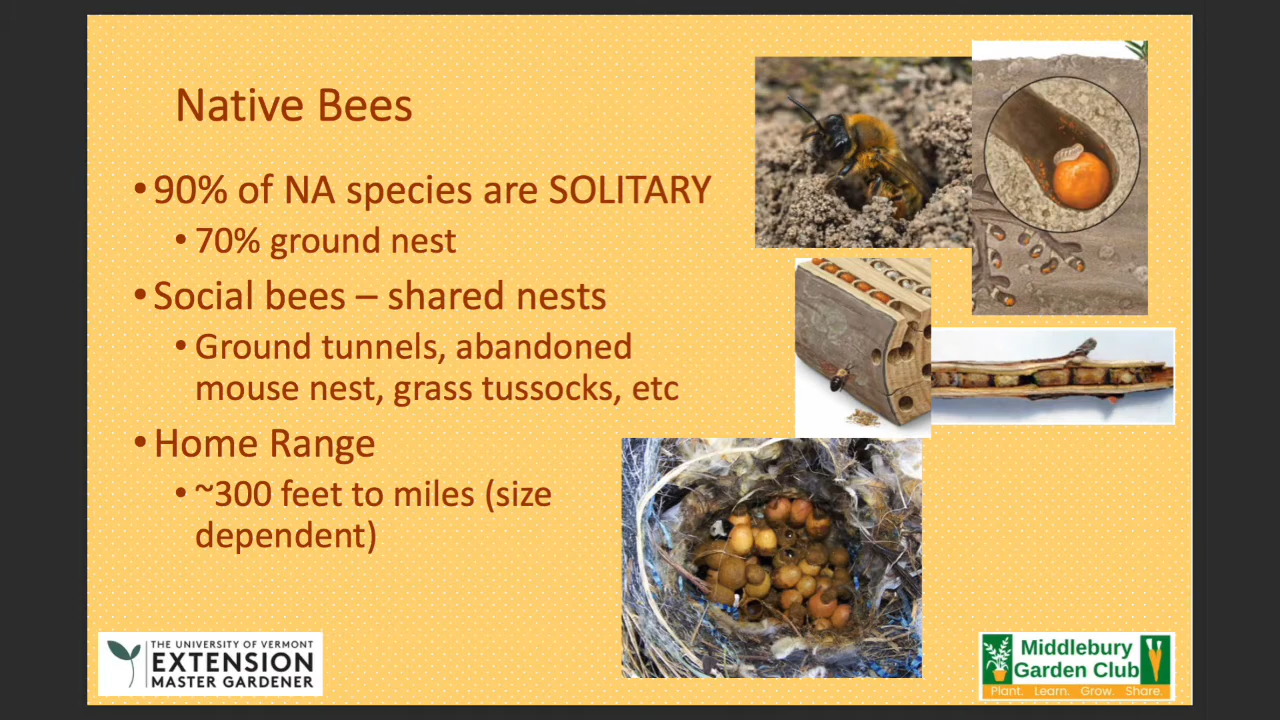 Native Bees
•90% of NA species are SOLITARY
•70% ground nest
•Social bees – shared nests
•Ground tunnels, abandoned
mouse nest, grass tussocks, etc
•Home Range
•~300 feet to miles (size
dependent)
THE UNIVERSITY OF VERMONT
EXTENSION
MASTER GARDENER
Middlebury
Garden Club
Plant. Learn. Grow. Share.